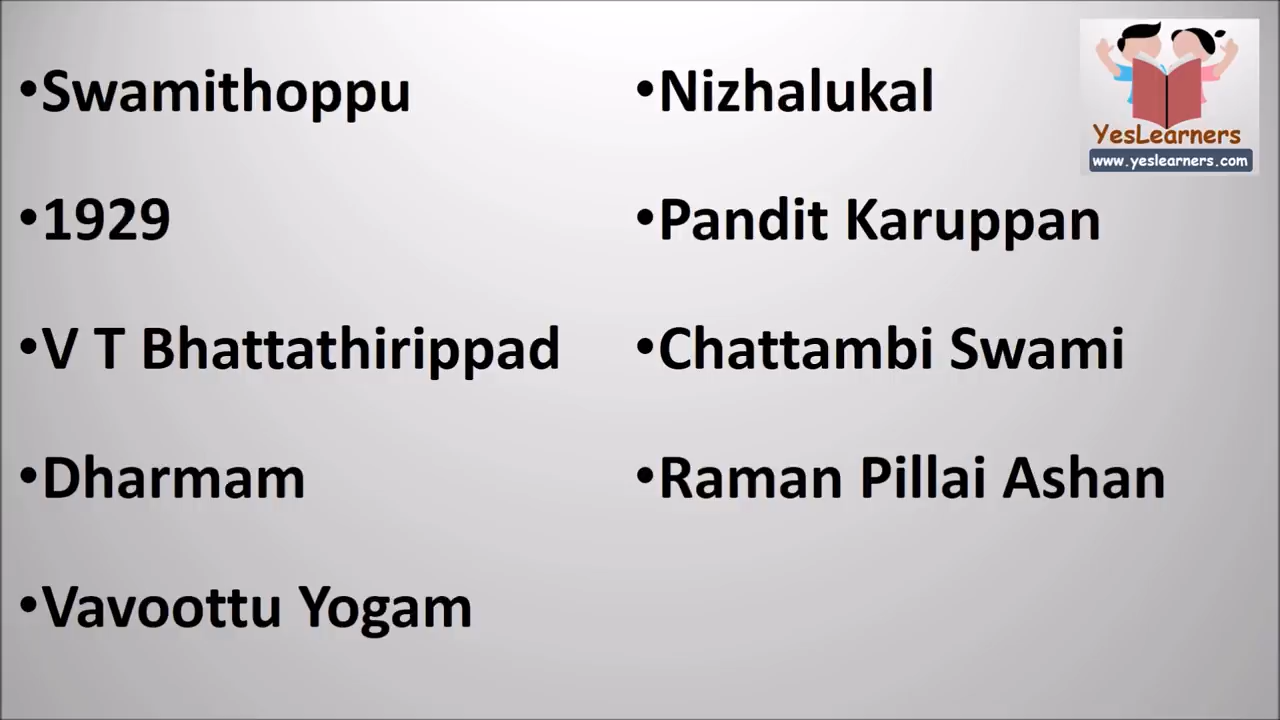 •Swamithoppu
•1929
•V T Bhattathirippad
•Dharmam
•Vavoottu Yogam
•Nizhalukal
•Pandit Karuppan
•Chattambi Swami
•Raman Pillai Ashan
YesLearners
www.yeslearners.com